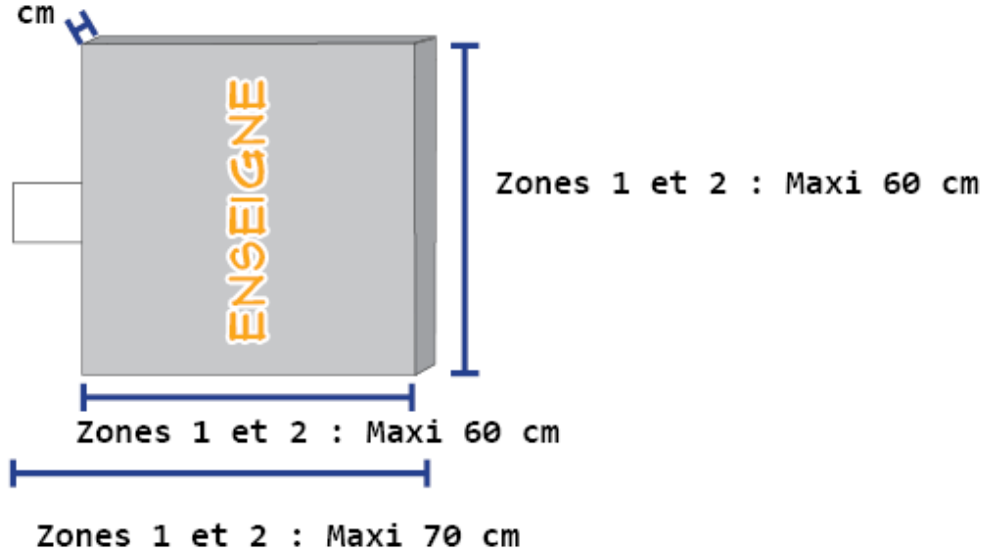 cm
ENSEIGNE
Zones 1 et 2 : Maxi 60 cm
Zones 1 et 2 : Maxi 60 cm
Zones 1 et 2 : Maxi 70 cm